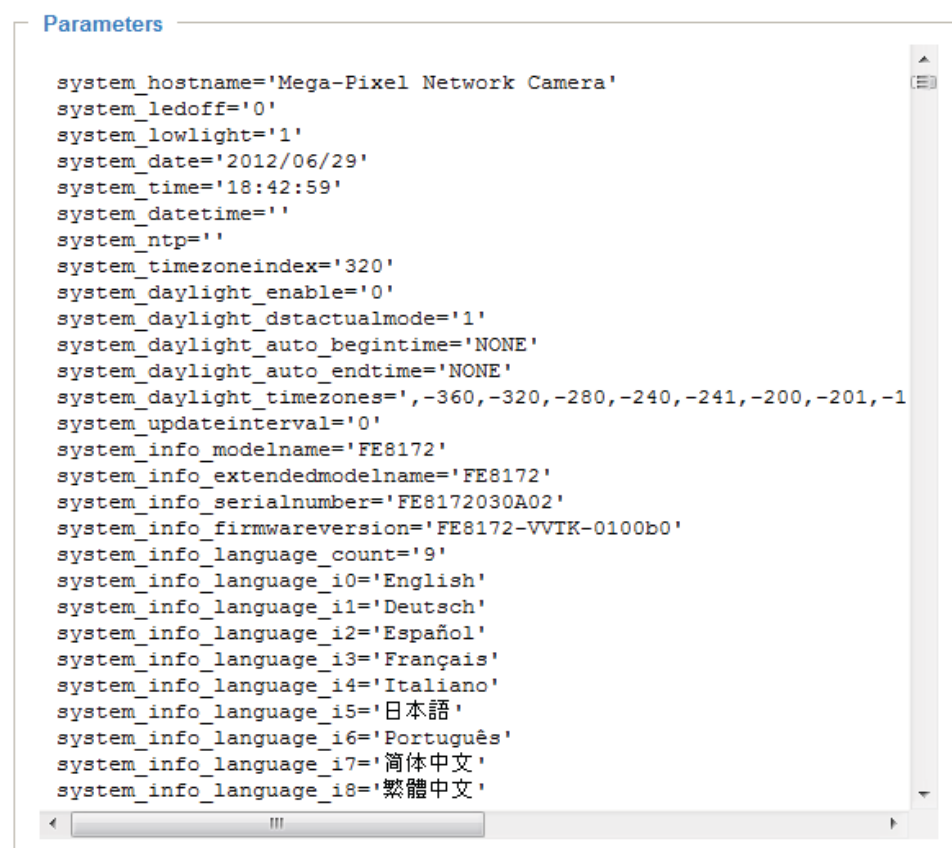 Parameters
system_hostname='Mega-Pixel Network Camera'
system_ledoff='0'
system_lowlight='1'
system_date='2012/06/29'
system_time='18:42:59'
system_datetime=''
system_ntp=''
system_timezoneindex='320'
system_daylight_enable='0'
system_daylight_dstactualmode='1'
system_daylight_auto_begintime='NONE'
system_daylight_auto_endtime='NONE'
system_daylight_timezones=',-360,-320,-280,-240,-241,-200,-201,-1
system_updateinterval='0'
system_info_modelname='FE8172'
system_info_extendedmodelname='FE8172'
system_info_serialnumber='FE8172030A02'
system_info_firmwareversion='FE8172-VVTK-0100b0'
system_info_language_count='9'
system_info_language_i0='English'
system_info_language_i1='Deutsch'
system_info_language_i2='Español'
system_info_language_i3='Français'
system_info_language_i4='Italiano'
system_info_language_i5='日本語'
system_info_language_i6='Português'
system_info_language_i7='简体中文'
system_info_language_i8='繁體中文'